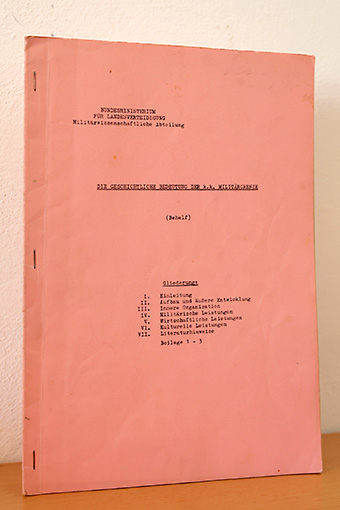 BUNDESMINISTERIUM
FÜR LANDESVERTEIDIGUNG
Militärwissenschaftliche Abteilung
DIE GESCHICHTLICHE BEDEUTUNG DER k.k. MILITÄRGRENZE
(Behelf)
Gliederung:
I. Einleitung
II. Aufbau und äußere Entwicklung
III. Innere Organisation
IV. Militärische Leistungen
V. Wirtschaftliche Leistungen
VI. Kulturelle Leistungen
VII. Literaturhinweise
Beilage 1 - 3